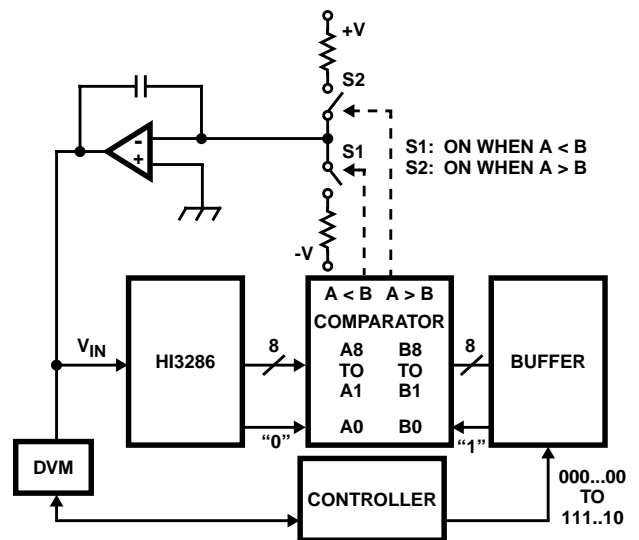 +V
S2
-
+
S1
S1: ON WHEN A < B
S2: ON WHEN A > B
-V
A < B A > B
COMPARATOR
A8 B8
TO TO
A1 B1
A0 B0
V_IN
HI3286
8
8
BUFFER
"0"
"1"
DVM
CONTROLLER
000...00
TO
111..10